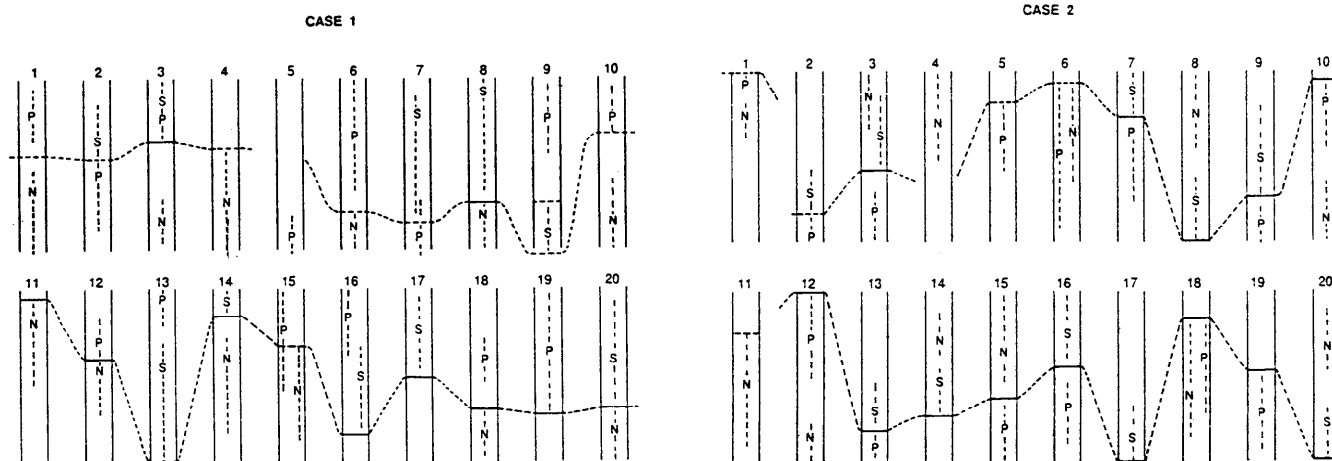 CASE 1
1 2 3 4 5 6 7 8 9 10
P N S P S P N N P P N S P S N P S P N
11 12 13 14 15 16 17 18 19 20
N P N P S S N P N P S S P N P S N
CASE 2
1 2 3 4 5 6 7 8 9 10
P N S P N S P N P P N S P N S S P P N
11 12 13 14 15 16 17 18 19 20
N P N S P N S N P S P S N P P N S